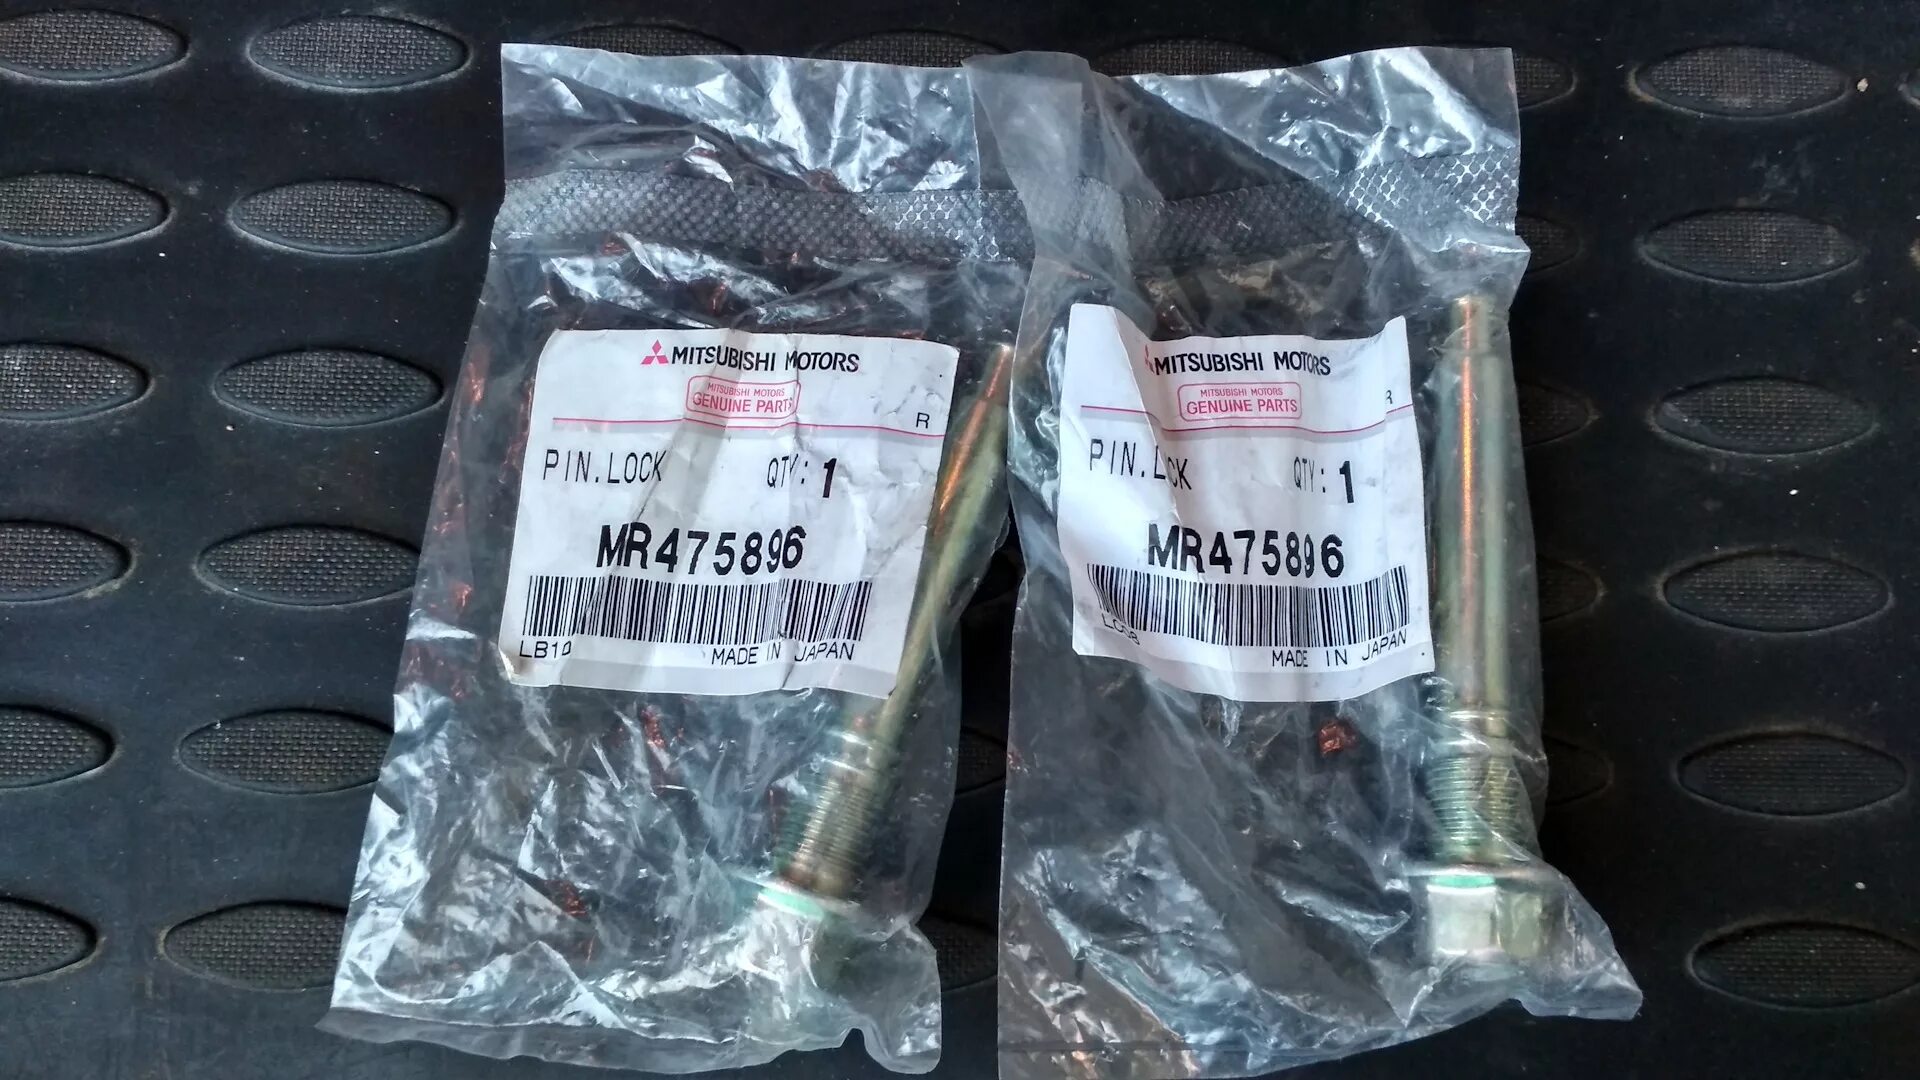 MITSUBISHI MOTORS
MITSUBISHI MOTORS
GENUINE PARTS
R
PIN.LOCK QTY: 1
MR475896
LB10
MADE IN JAPAN
MITSUBISHI MOTORS
MITSUBISHI MOTORS
GENUINE PARTS
R
PIN.LOCK QTY: 1
MR475896
MADE IN JAPAN